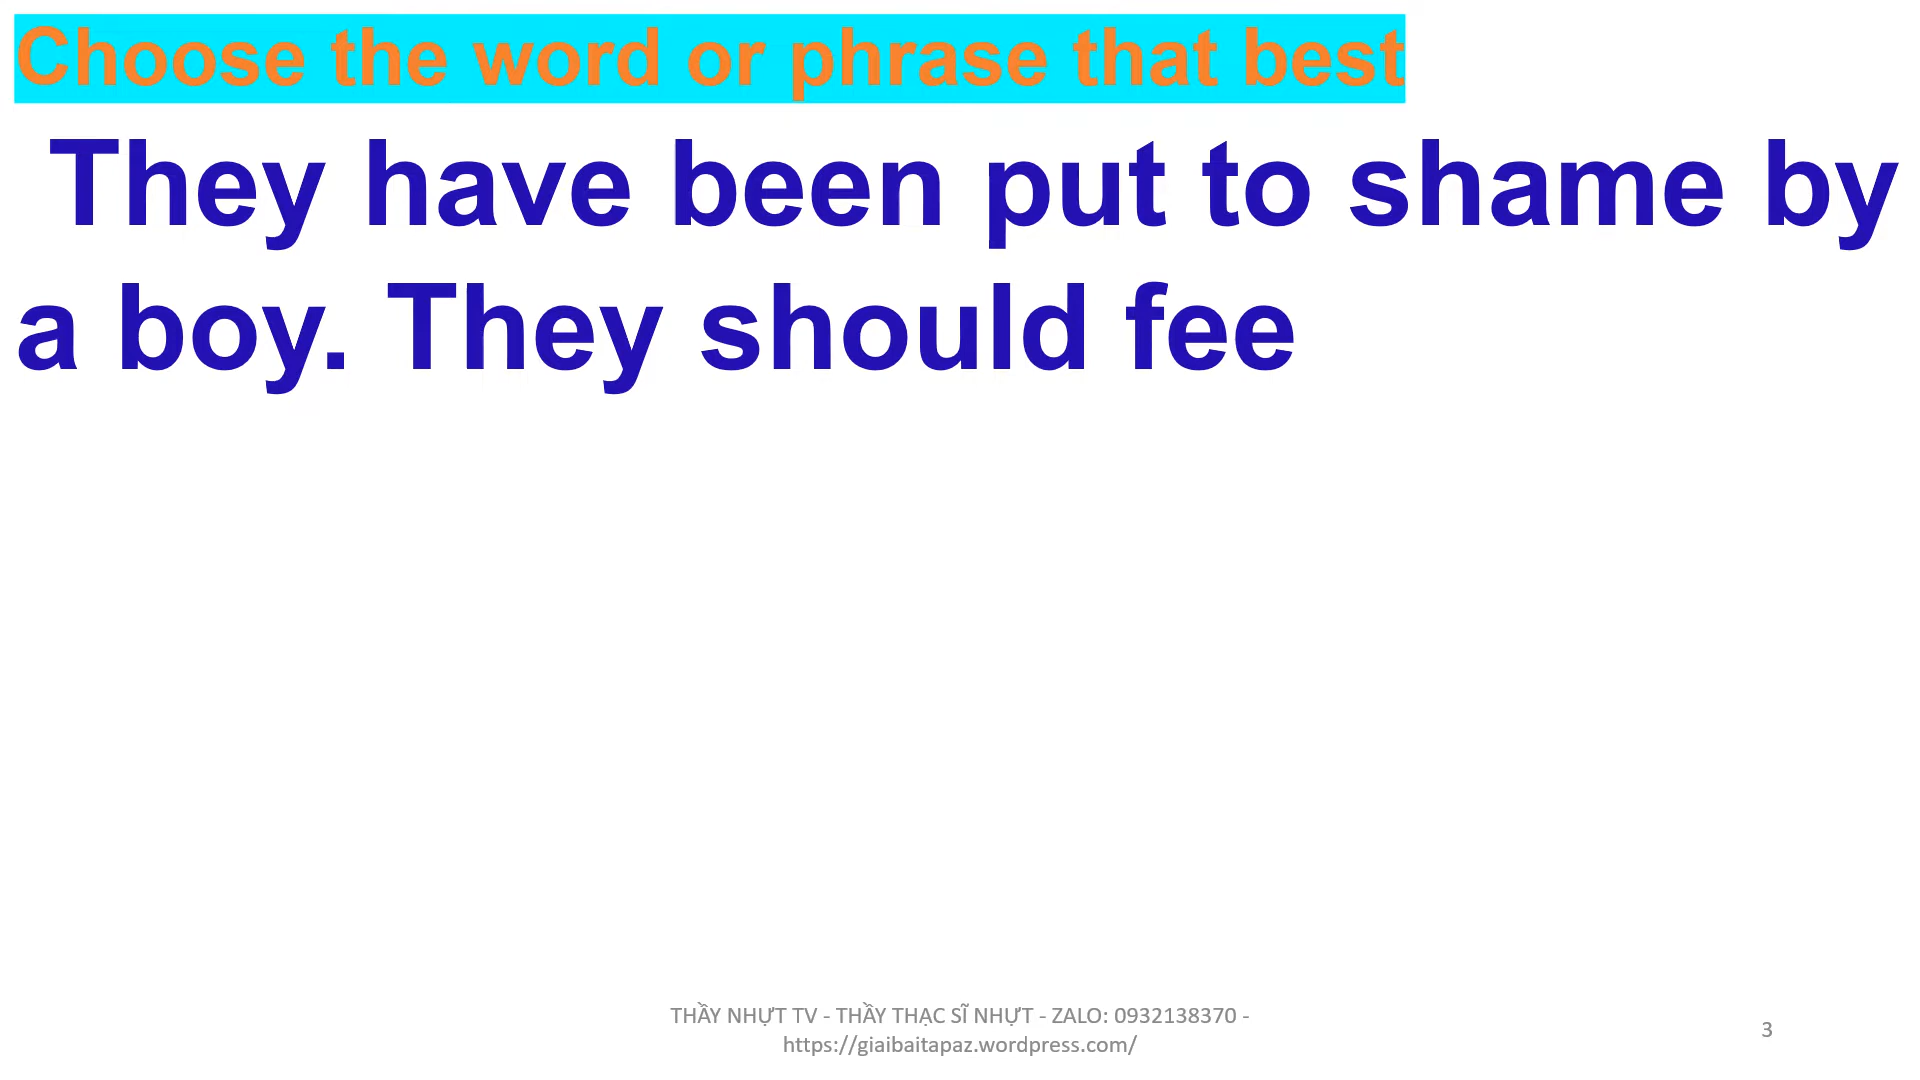 Choose the word or phrase that best
They have been put to shame by
a boy. They should fee
THẦY NHỰT TV - THẦY THẠC SĨ NHỰT - ZALO: 0932138370 -
https://giaibaitapaz.wordpress.com/
3